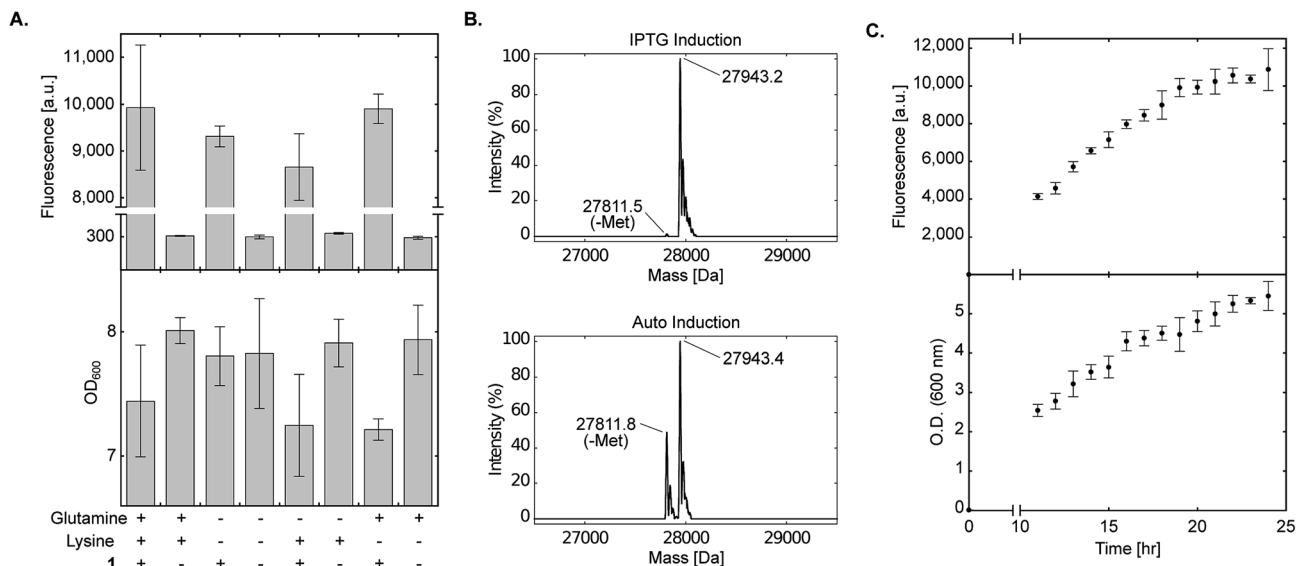 A.
Fluorescence [a.u.]
11,000
10,000
9,000
8,000
300
OD600
8
7
Glutamine + + - - - - + +
Lysine + + - - + + - -
1 + - + - + - + -
B.
IPTG Induction
Intensity (%)
100
80
60
40
20
0
27943.2
27811.5
(-Met)
27000 28000 29000
Mass [Da]
Auto Induction
Intensity (%)
100
80
60
40
20
0
27943.4
27811.8
(-Met)
27000 28000 29000
Mass [Da]
C.
Fluorescence [a.u.]
12,000
10,000
8,000
6,000
4,000
2,000
O.D. (600 nm)
5
4
3
2
1
0
0 10 15 20 25
Time [hr]